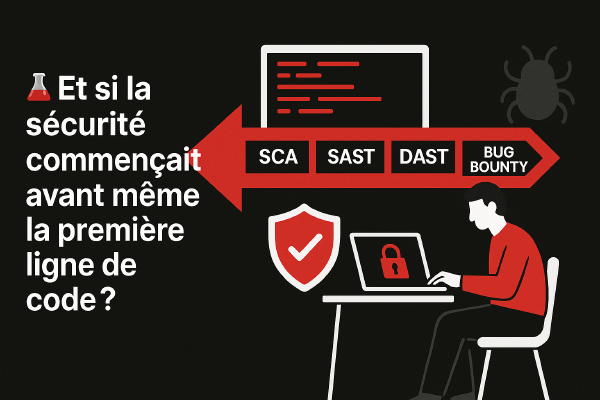 Et si la
sécurité
commençait
avant même
la première
ligne de
code ?
SCA
SAST
DAST
BUG
BOUNTY